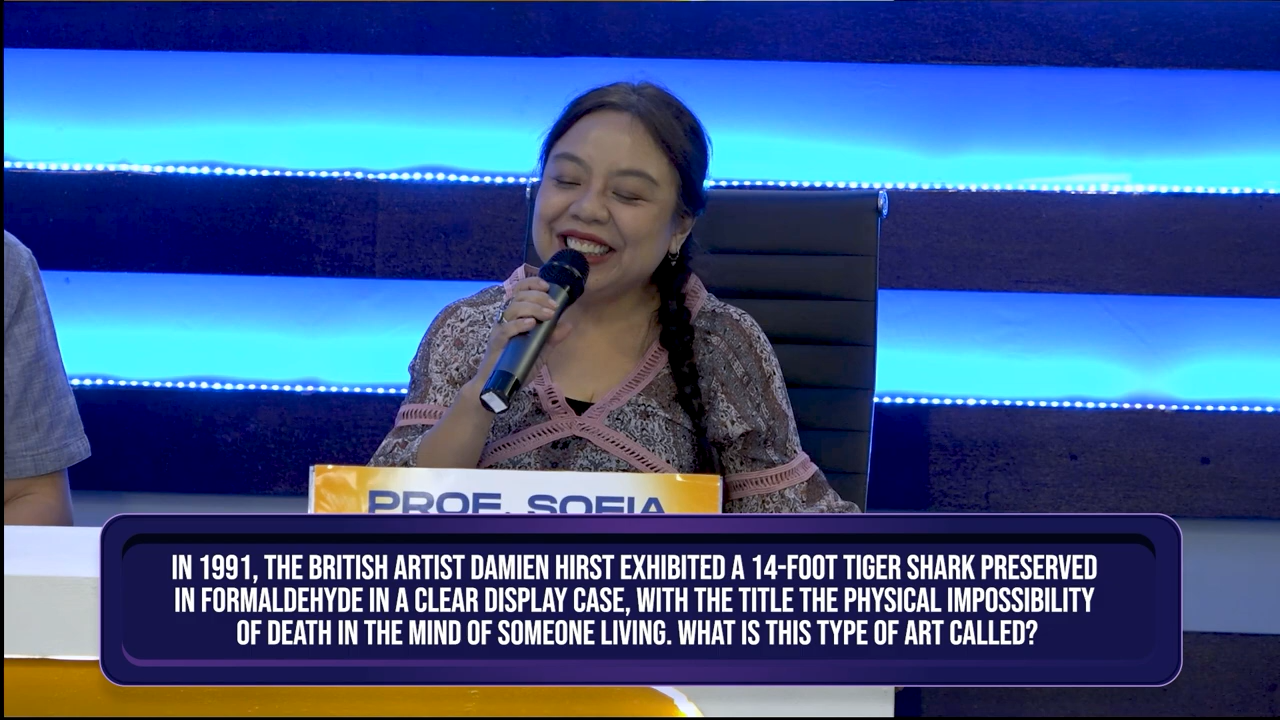 PROF. SOFIA
IN 1991, THE BRITISH ARTIST DAMIEN HIRST EXHIBITED A 14-FOOT TIGER SHARK PRESERVED
IN FORMALDEHYDE IN A CLEAR DISPLAY CASE, WITH THE TITLE THE PHYSICAL IMPOSSIBILITY
OF DEATH IN THE MIND OF SOMEONE LIVING. WHAT IS THIS TYPE OF ART CALLED?